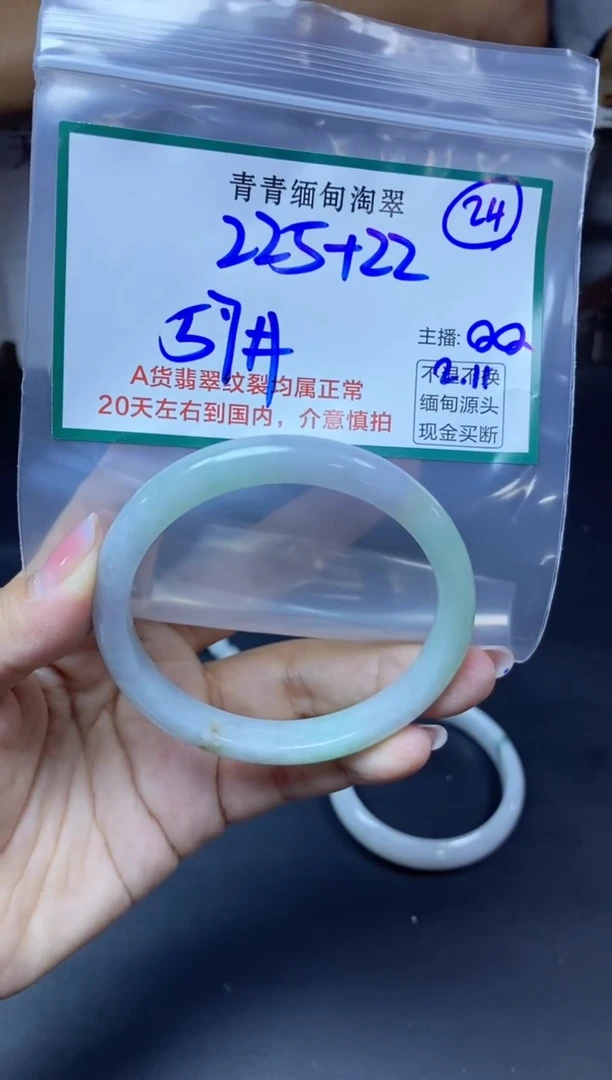 青青缅甸淘翠
24
225+22
主播: QQ
2.11
不退不换
A货翡翠纹裂均属正常
缅甸源头
20天左右到国内，介意慎拍
现金买断